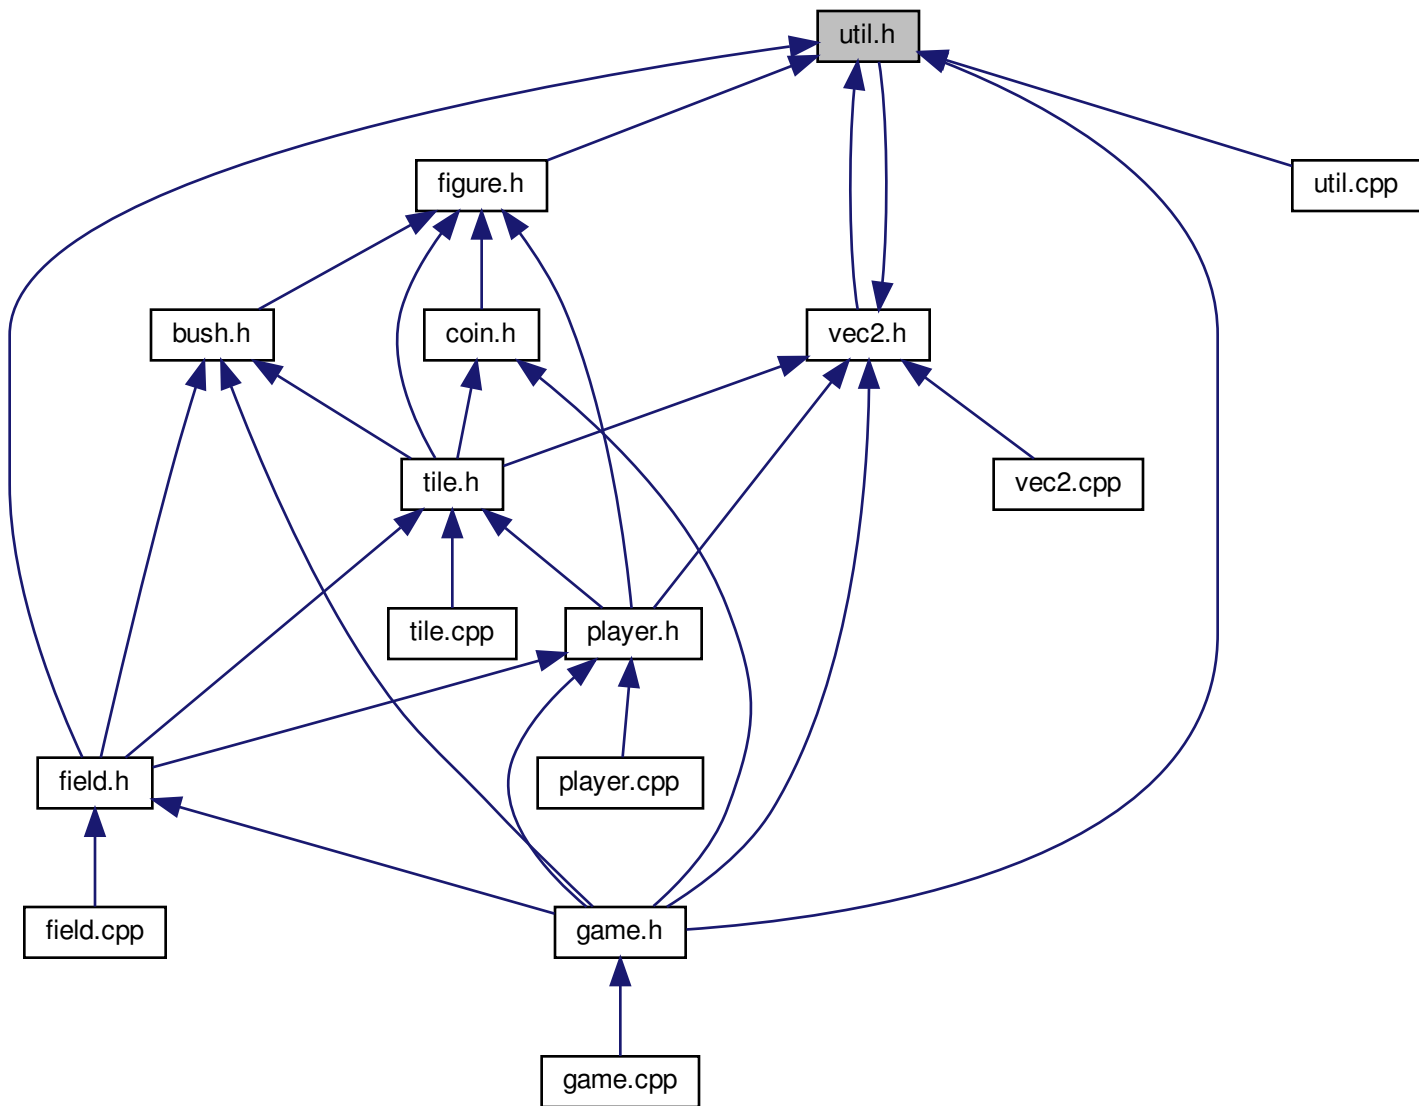 util.h
figure.h
util.cpp
bush.h
coin.h
vec2.h
tile.h
vec2.cpp
tile.cpp
player.h
field.h
player.cpp
field.cpp
game.h
game.cpp